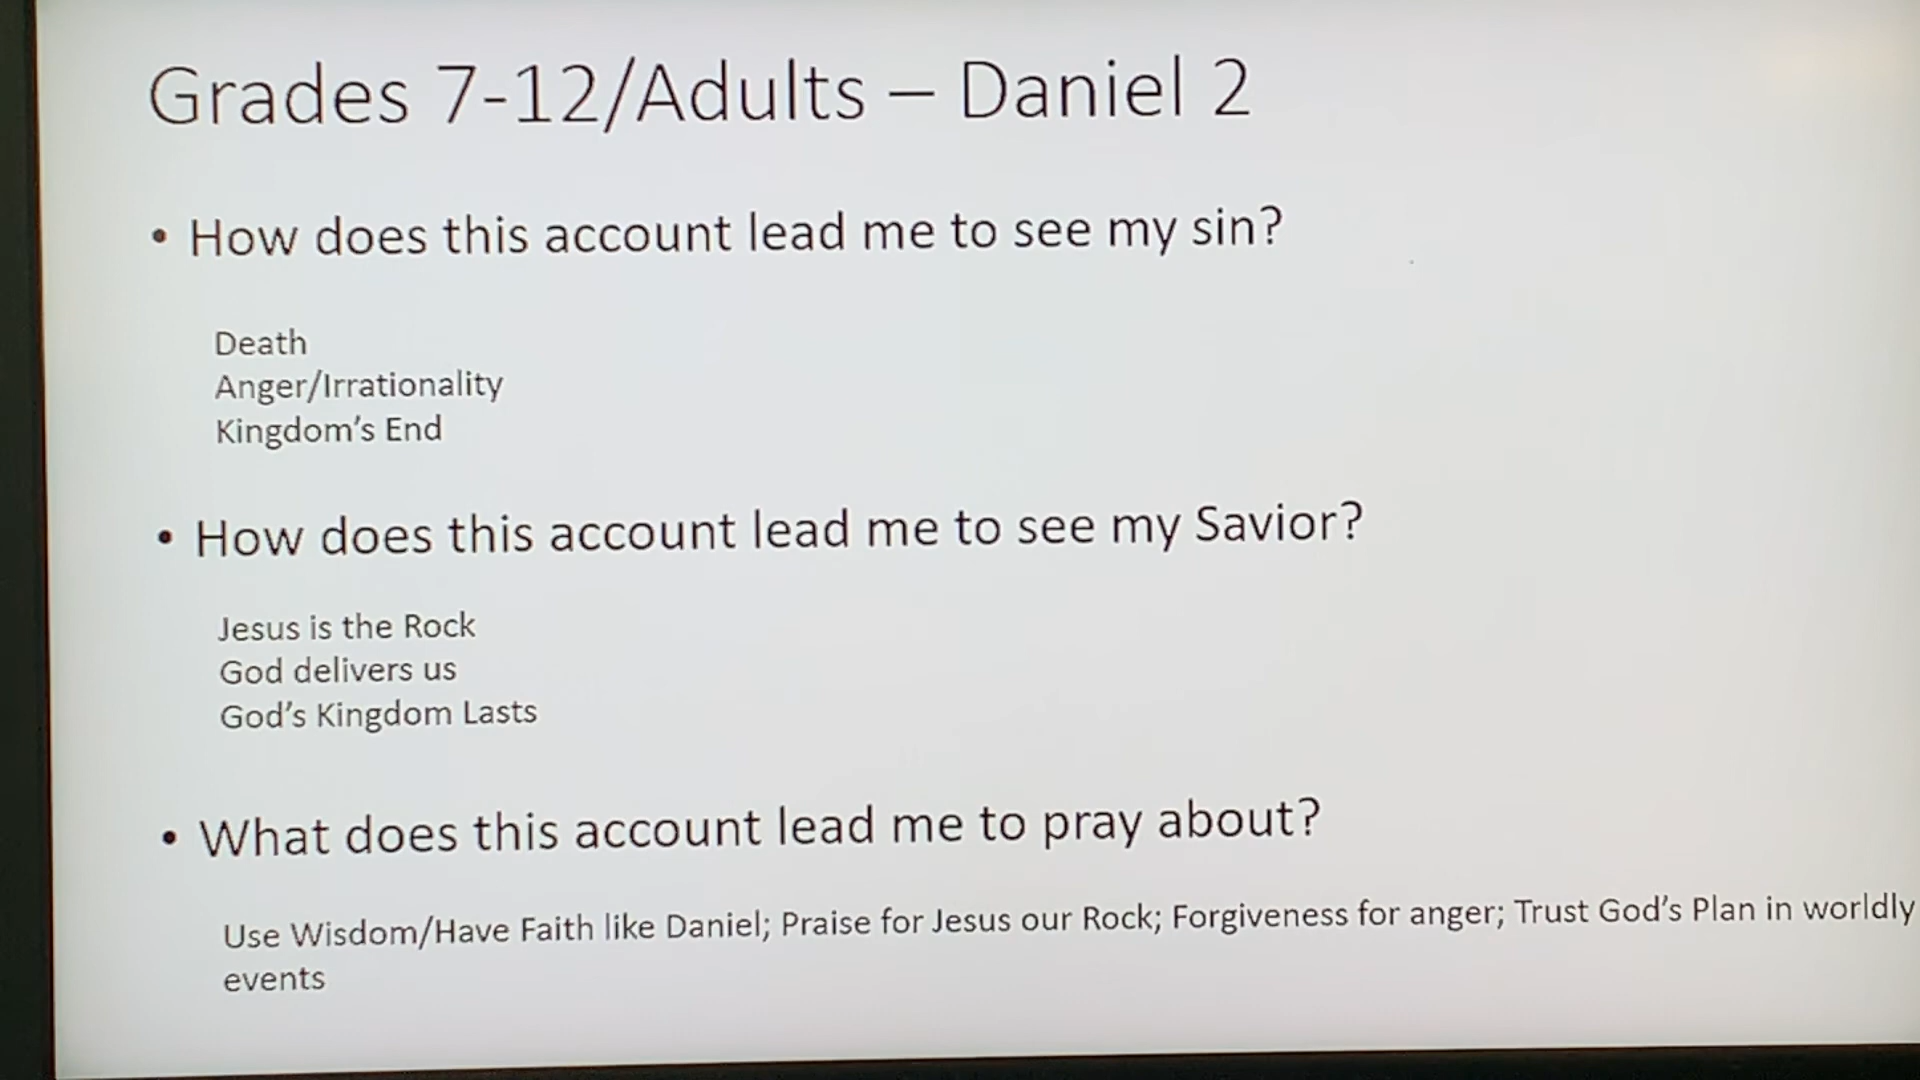 Grades 7-12/Adults – Daniel 2
• How does this account lead me to see my sin?
Death
Anger/Irrationality
Kingdom’s End
• How does this account lead me to see my Savior?
Jesus is the Rock
God delivers us
God’s Kingdom Lasts
• What does this account lead me to pray about?
Use Wisdom/Have Faith like Daniel; Praise for Jesus our Rock; Forgiveness for anger; Trust God’s Plan in worldly
events